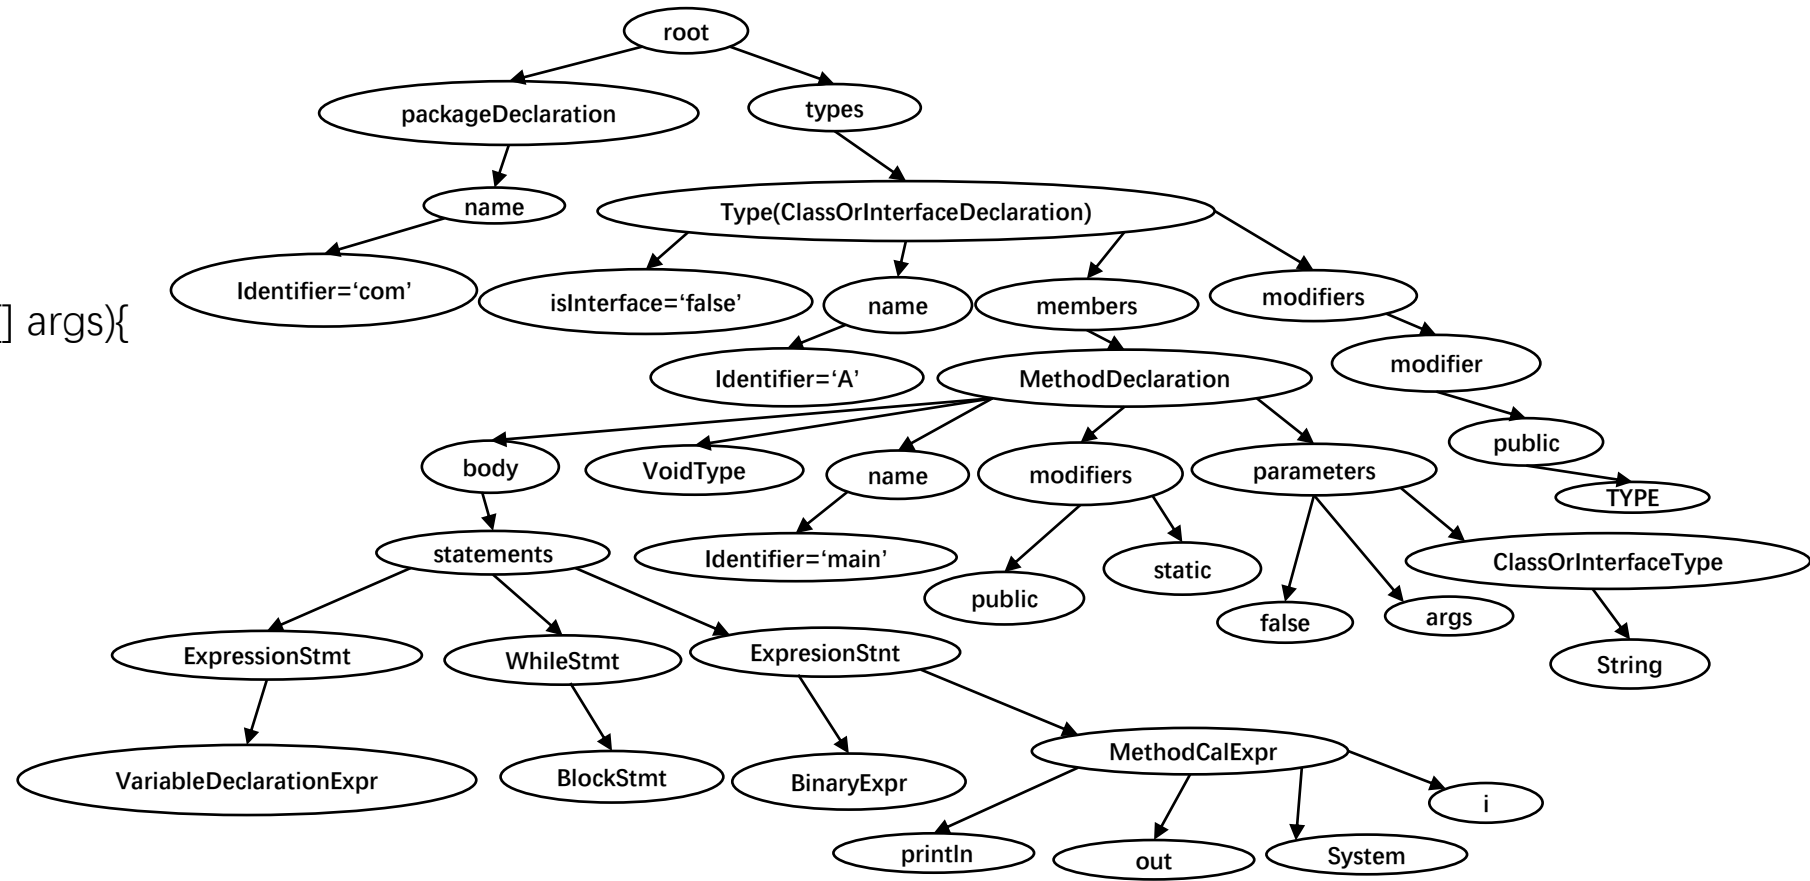 root
packageDeclaration
types
name
Type(ClassOrInterfaceDeclaration)
Identifier=‘com’
isInterface=‘false’
name
members
modifiers
] args){
Identifier=‘A’
MethodDeclaration
modifier
public
body
VoidType
name
modifiers
parameters
TYPE
statements
Identifier=‘main’
public
static
false
args
ClassOrInterfaceType
String
ExpressionStmt
WhileStmt
ExpresionStnt
VariableDeclarationExpr
BlockStmt
BinaryExpr
MethodCalExpr
i
println
out
System